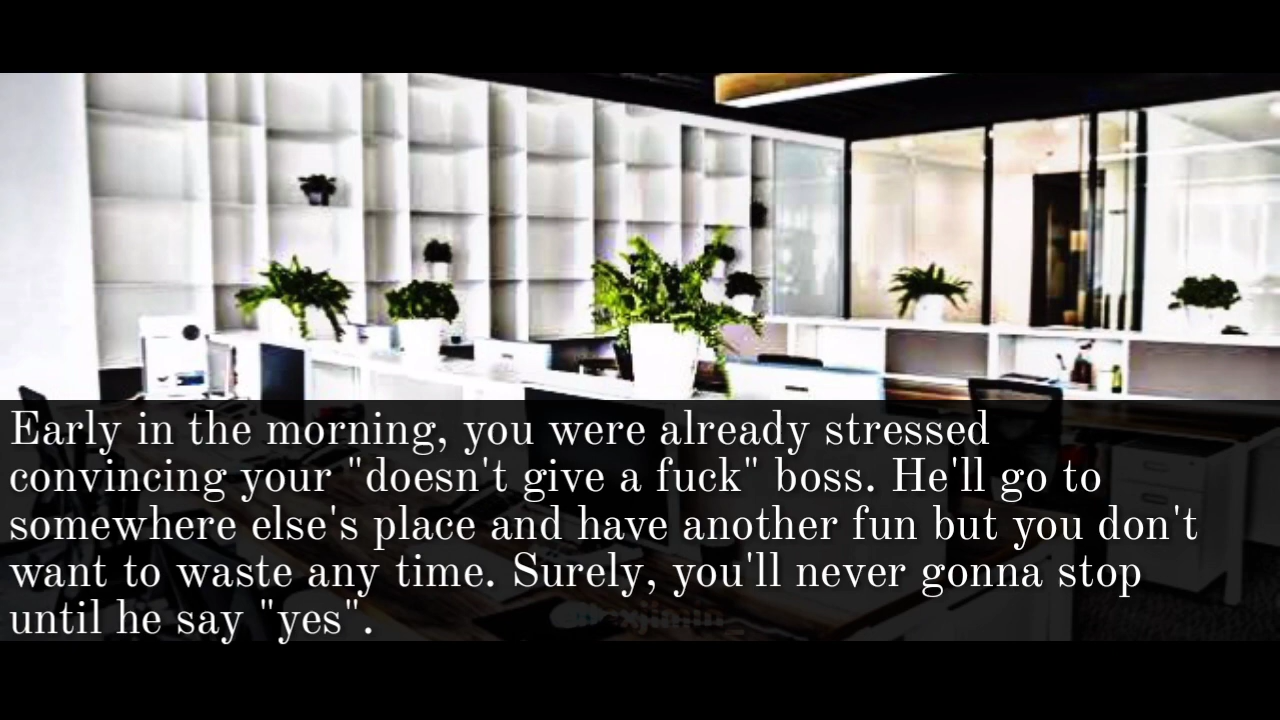 Early in the morning, you were already stressed
convincing your "doesn't give a fuck" boss. He'll go to
somewhere else's place and have another fun but you don't
want to waste any time. Surely, you'll never gonna stop
until he say "yes".